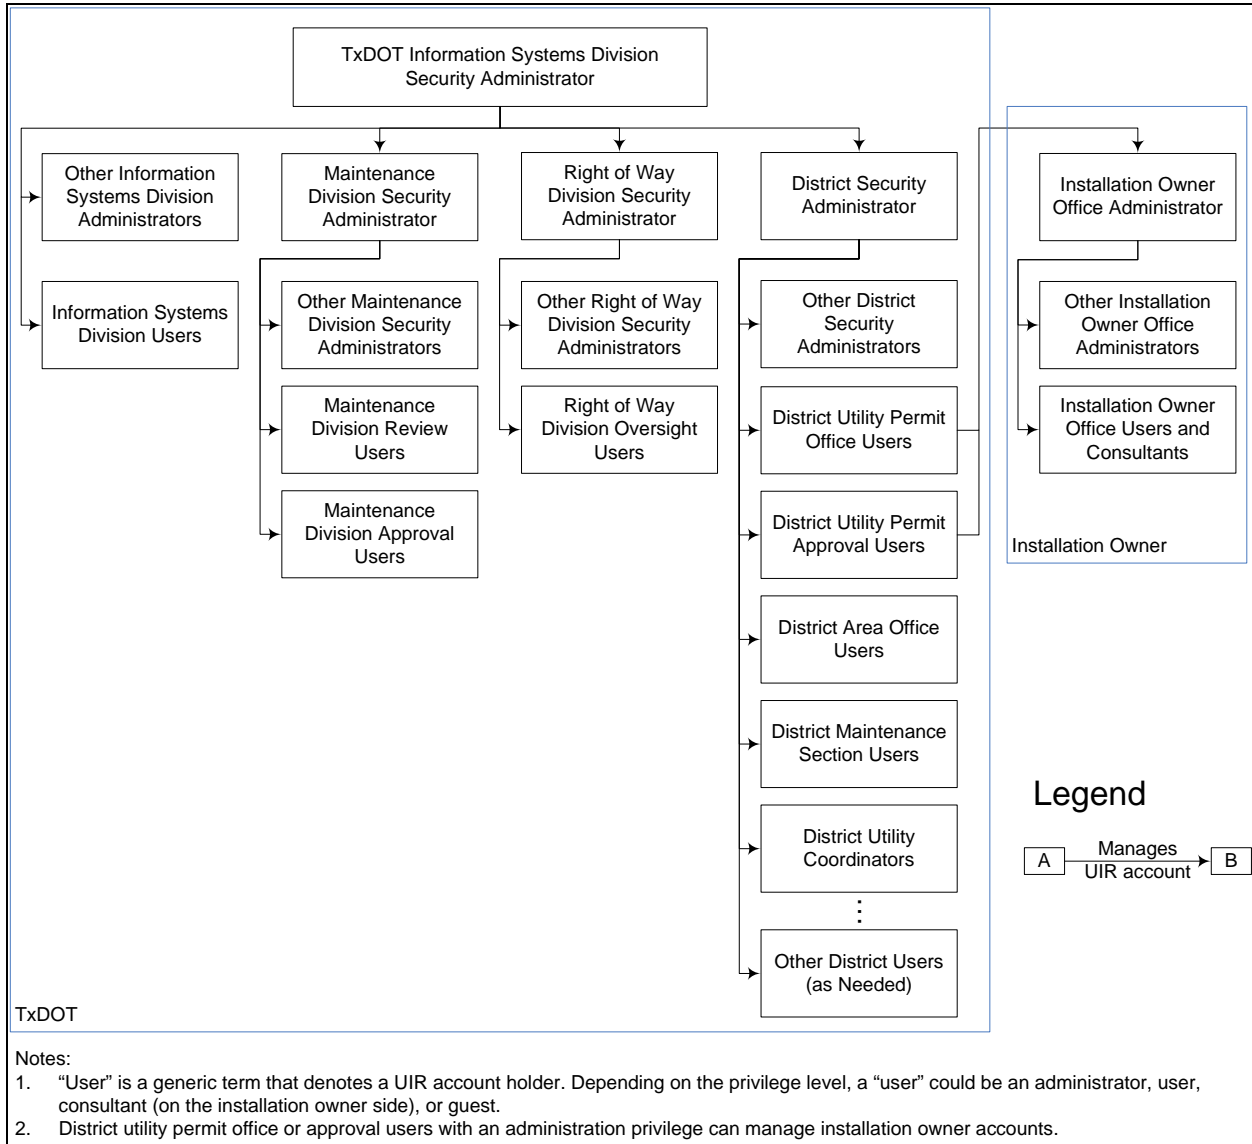 TxDOT Information Systems Division
Security Administrator
Other Information
Systems Division
Administrators
Maintenance
Division Security
Administrator
Right of Way
Division Security
Administrator
District Security
Administrator
Installation Owner
Office Administrator
Information Systems
Division Users
Other Maintenance
Division Security
Administrators
Other Right of Way
Division Security
Administrators
Other District
Security
Administrators
Other Installation
Owner Office
Administrators
Maintenance
Division Review
Users
Right of Way
Division Oversight
Users
District Utility Permit
Office Users
Installation Owner
Office Users and
Consultants
Maintenance
Division Approval
Users
District Utility Permit
Approval Users
Installation Owner
District Area Office
Users
District Maintenance
Section Users
District Utility
Coordinators
Other District Users
(as Needed)
Legend
A
Manages
UIR account
B
TxDOT
Notes:
1. “User” is a generic term that denotes a UIR account holder. Depending on the privilege level, a “user” could be an administrator, user,
consultant (on the installation owner side), or guest.
2. District utility permit office or approval users with an administration privilege can manage installation owner accounts.